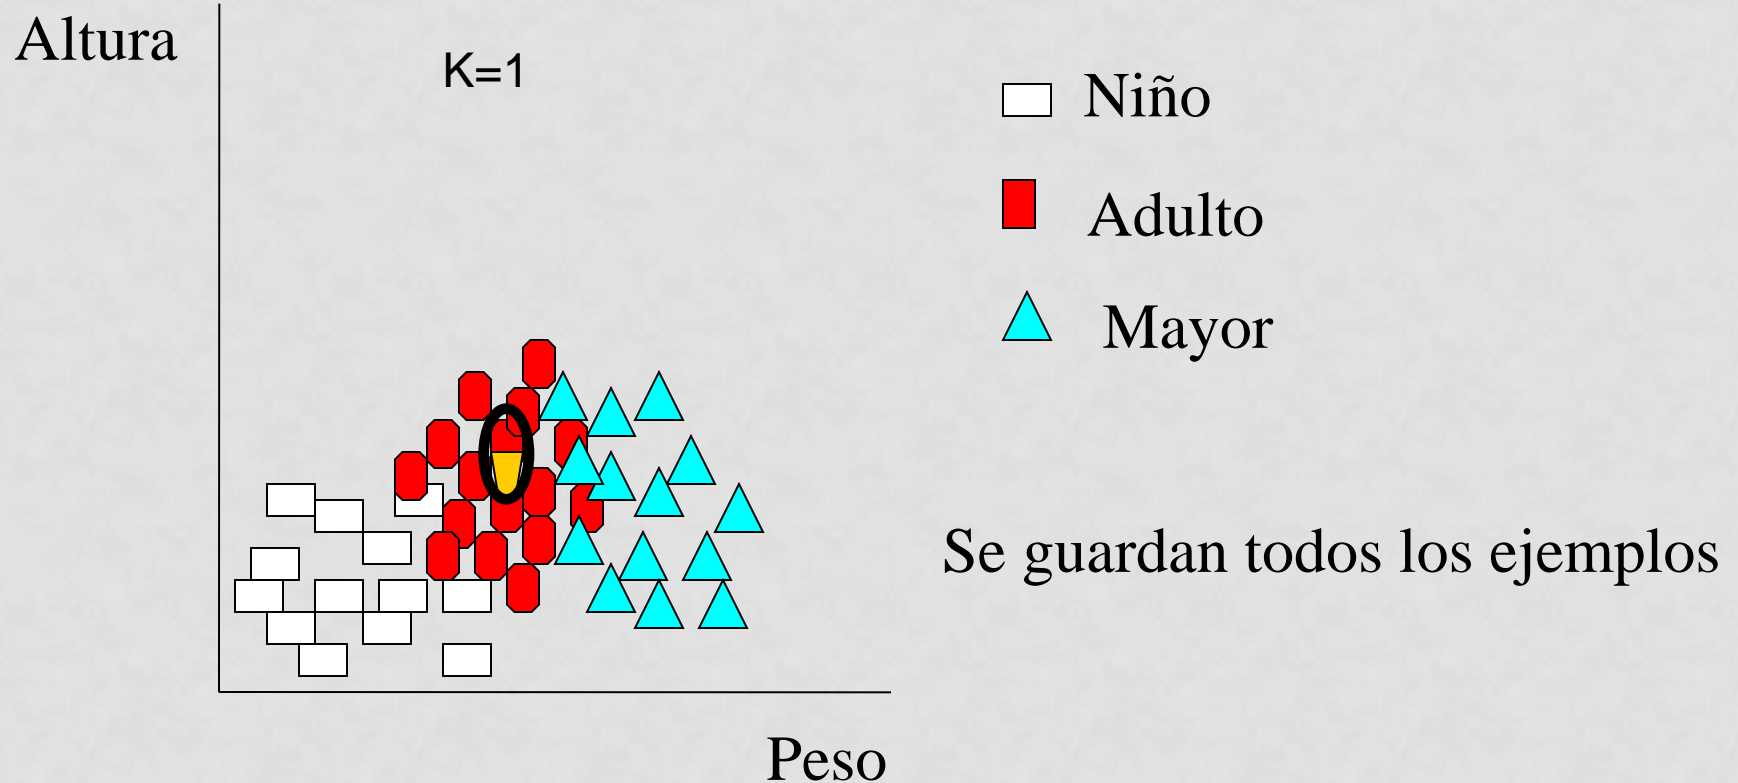 Altura
K=1
Niño
Adulto
Mayor
Se guardan todos los ejemplos
Peso